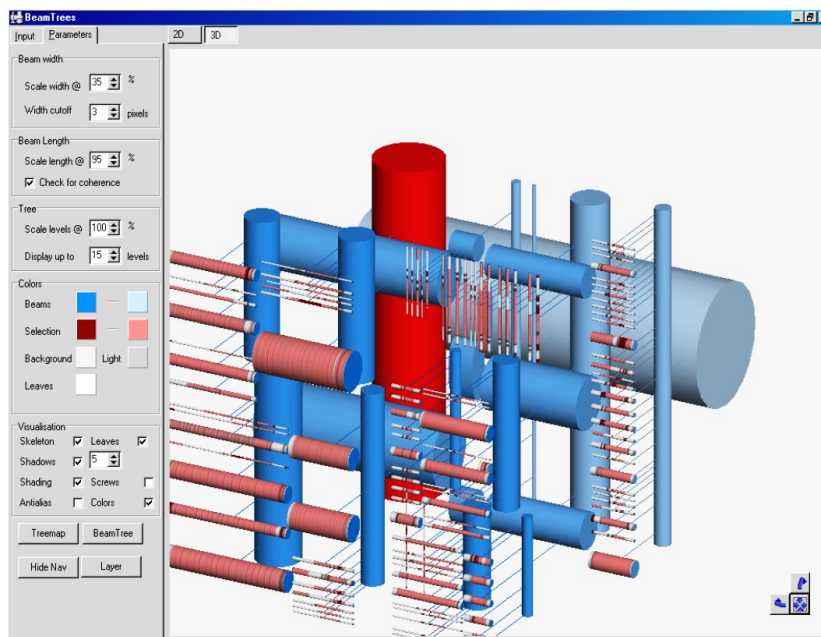 BeamTrees
Input Parameters 2D 3D
Beam width
Scale width @ 35 %
Width cutoff 3 pixels
Beam Length
Scale length @ 95 %
Check for coherence
Tree
Scale levels @ 100 %
Display up to 15 levels
Colors
Beams
Selection
Background Light
Leaves
Visualisation
Skeleton Leaves
Shadows 5
Shading Screws
Antialias Colors
Treemap BeamTree
Hide Nav Layer